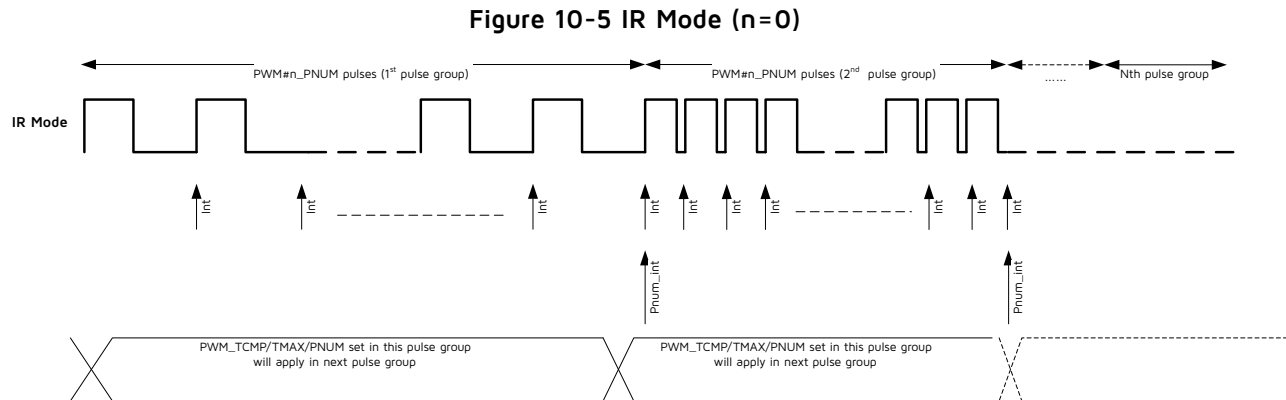 Figure 10-5 IR Mode (n=0)
PWM#n_PNUM pulses (1st pulse group)
PWM#n_PNUM pulses (2nd pulse group)
......
Nth pulse group
IR Mode
Int
Int
Int
Int
Int
Int
Int
Int
Int
Int
Pnum_int
Pnum_int
PWM_TCMP/TMAX/PNUM set in this pulse group
will apply in next pulse group
PWM_TCMP/TMAX/PNUM set in this pulse group
will apply in next pulse group